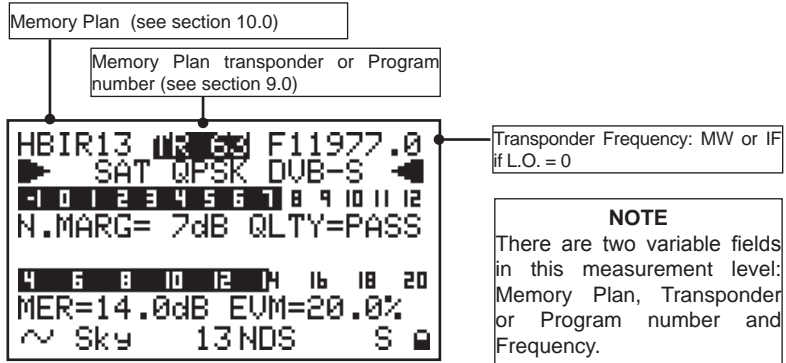 Memory Plan (see section 10.0)
Memory Plan transponder or Program
number (see section 9.0)
HBIR13 TR 63 F11977.0
SAT QPSK DVB-S
-1 0 1 2 3 4 5 6 7 8 9 10 11 12
N.MARG= 7dB QLTY=PASS
4 6 8 10 12 14 16 18 20
MER=14.0dB EVM=20.0%
~ Sky 13NDS S
Transponder Frequency: MW or IF
if L.O. = 0
NOTE
There are two variable fields
in this measurement level:
Memory Plan, Transponder
or Program number and
Frequency.